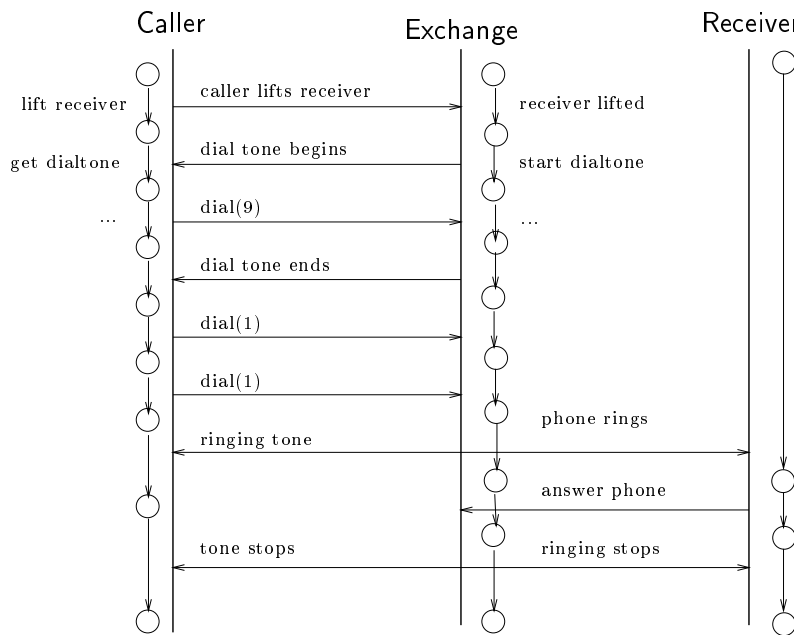 Caller Exchange Receiver
caller lifts receiver
lift receiver receiver lifted
dial tone begins
get dialtone start dialtone
dial(9)
... ...
dial tone ends
dial(1)
dial(1)
phone rings
ringing tone
answer phone
tone stops ringing stops